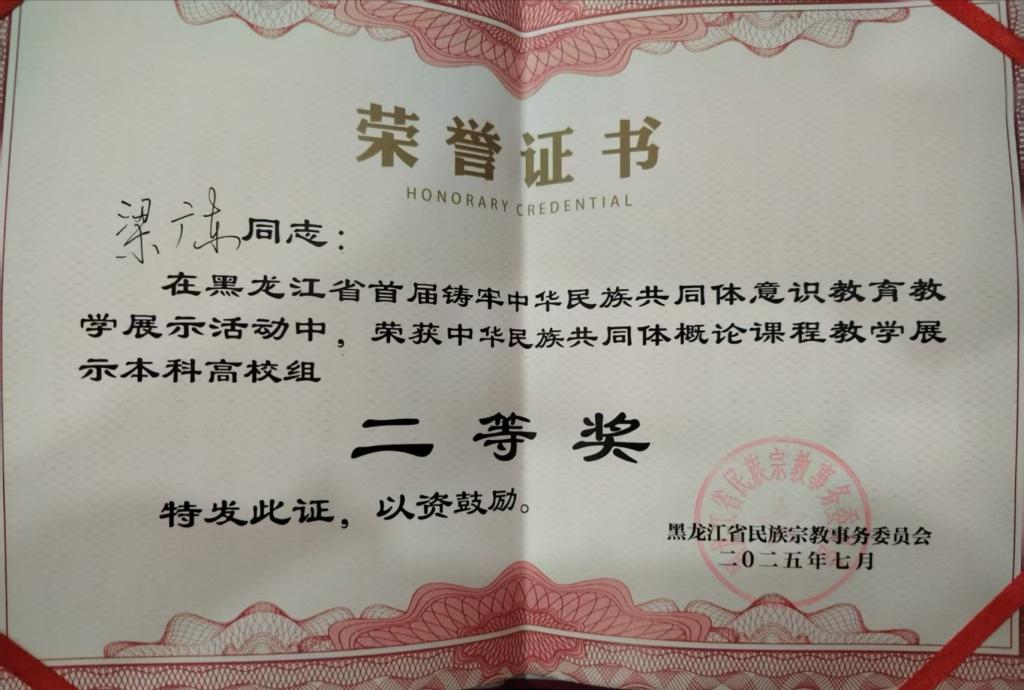 荣誉证书
HONORARY CREDENTIAL
梁广东同志：
在黑龙江省首届铸牢中华民族共同体意识教育教
学展示活动中，荣获中华民族共同体概论课程教学展
示本科高校组
二等奖
特发此证，以资鼓励。
黑龙江省民族宗教事务委员会
二0二五年七月